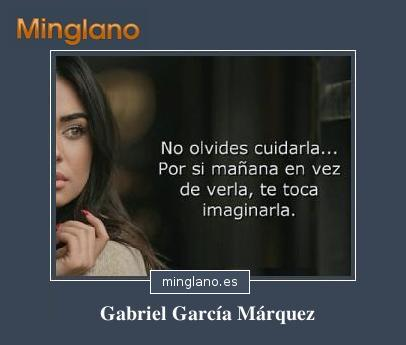 Minglano
No olvides cuidarla...
Por si mañana en vez
de verla, te toca
imaginarla.
minglano.es
Gabriel García Márquez